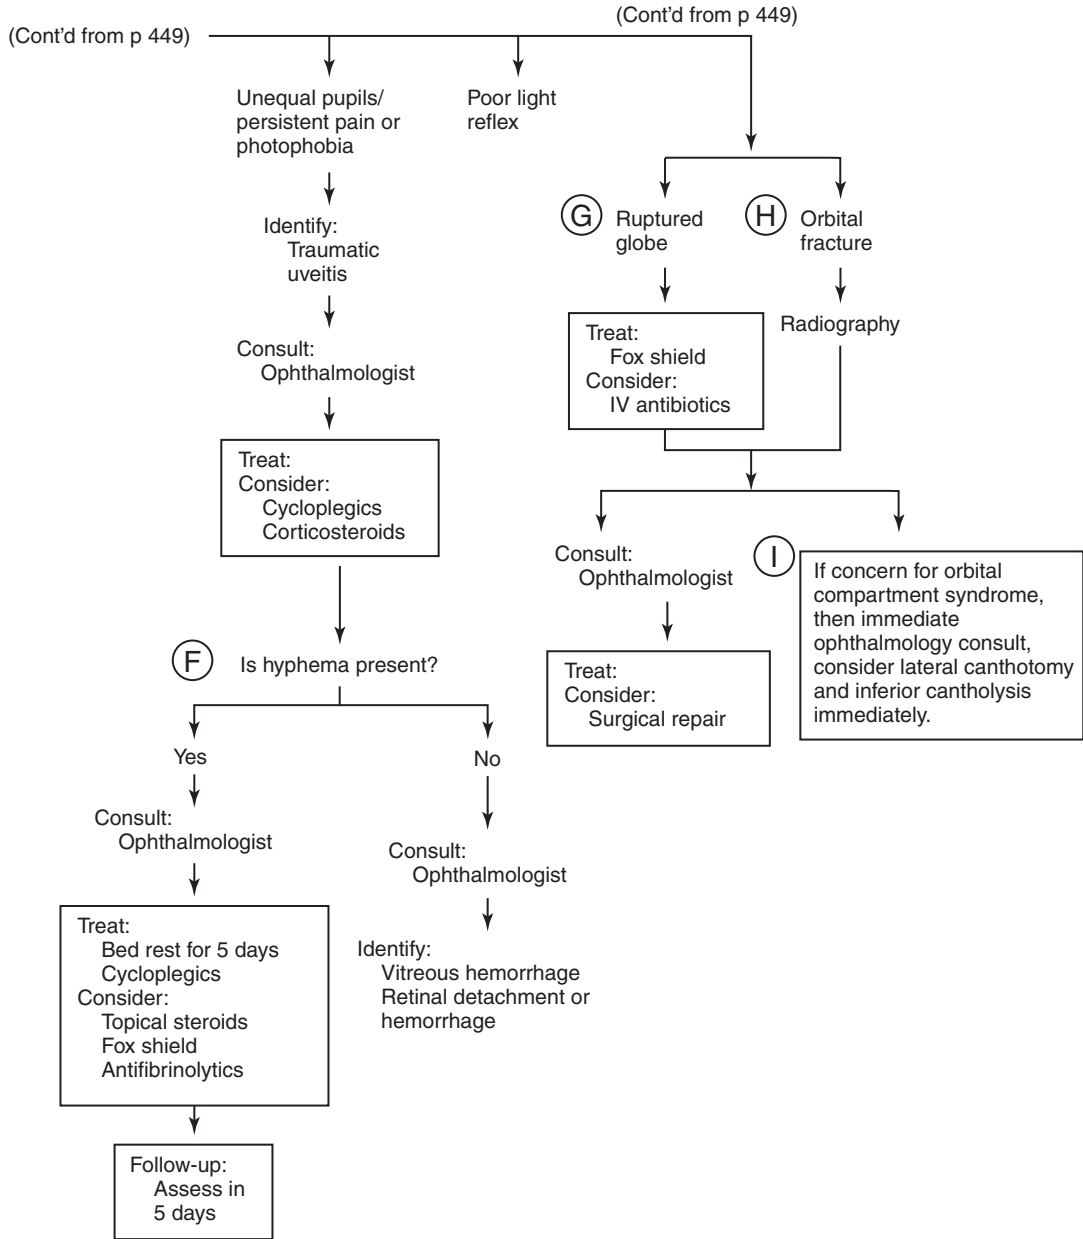 (Cont'd from p 449)
(Cont'd from p 449)
Unequal pupils/
persistent pain or
photophobia
Identify:
Traumatic
uveitis
Consult:
Ophthalmologist
Treat:
Consider:
Cycloplegics
Corticosteroids
F
Is hyphema present?
Yes
Consult:
Ophthalmologist
Treat:
Bed rest for 5 days
Cycloplegics
Consider:
Topical steroids
Fox shield
Antifibrinolytics
Follow-up:
Assess in
5 days
No
Consult:
Ophthalmologist
Identify:
Vitreous hemorrhage
Retinal detachment or
hemorrhage
Poor light
reflex
G
Ruptured
globe
Treat:
Fox shield
Consider:
IV antibiotics
H
Orbital
fracture
Radiography
Consult:
Ophthalmologist
Treat:
Consider:
Surgical repair
I
If concern for orbital
compartment syndrome,
then immediate
ophthalmology consult,
consider lateral canthotomy
and inferior cantholysis
immediately.